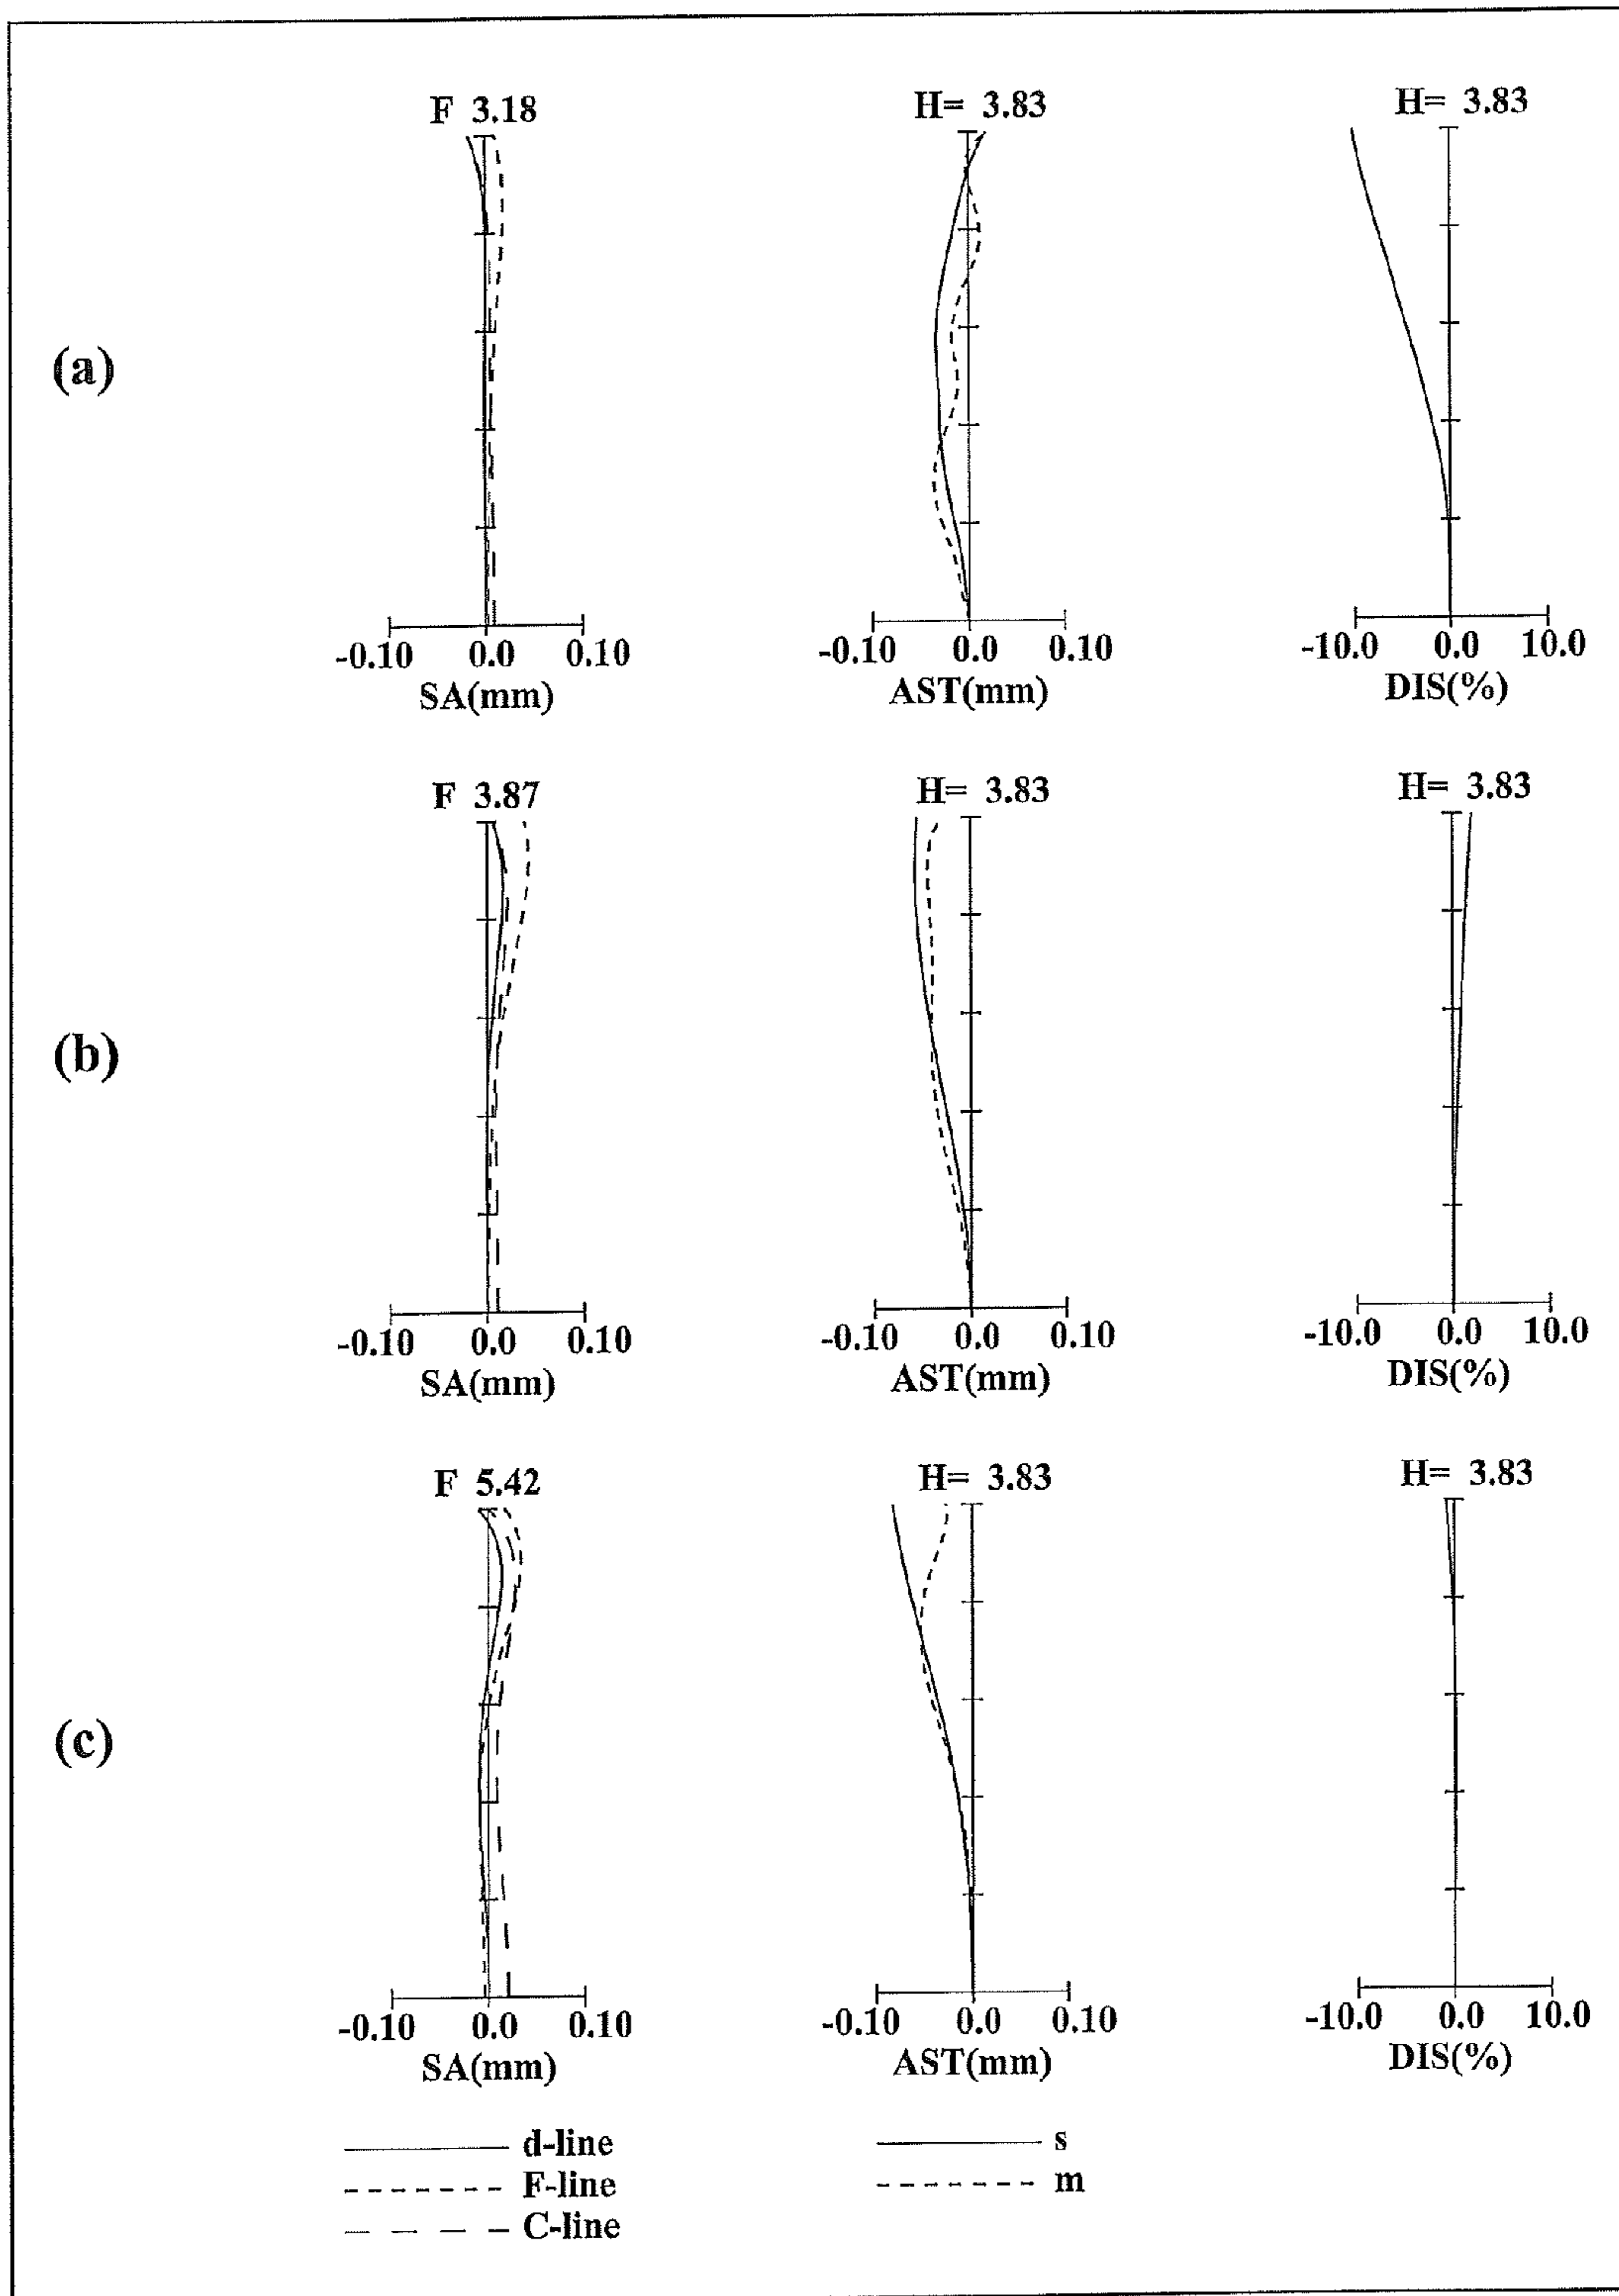 F 3.18
H= 3.83
H= 3.83
(a)
-0.10 0.0 0.10
SA(mm)
-0.10 0.0 0.10
AST(mm)
-10.0 0.0 10.0
DIS(%)
F 3.87
H= 3.83
H= 3.83
(b)
-0.10 0.0 0.10
SA(mm)
-0.10 0.0 0.10
AST(mm)
-10.0 0.0 10.0
DIS(%)
F 5.42
H= 3.83
H= 3.83
(c)
-0.10 0.0 0.10
SA(mm)
-0.10 0.0 0.10
AST(mm)
-10.0 0.0 10.0
DIS(%)
d-line
F-line
C-line
s
m